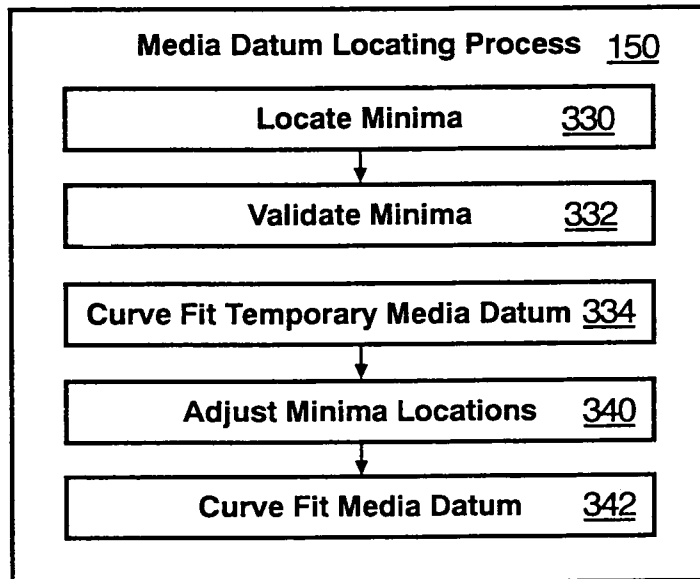 Media Datum Locating Process 150
Locate Minima 330
Validate Minima 332
Curve Fit Temporary Media Datum 334
Adjust Minima Locations 340
Curve Fit Media Datum 342